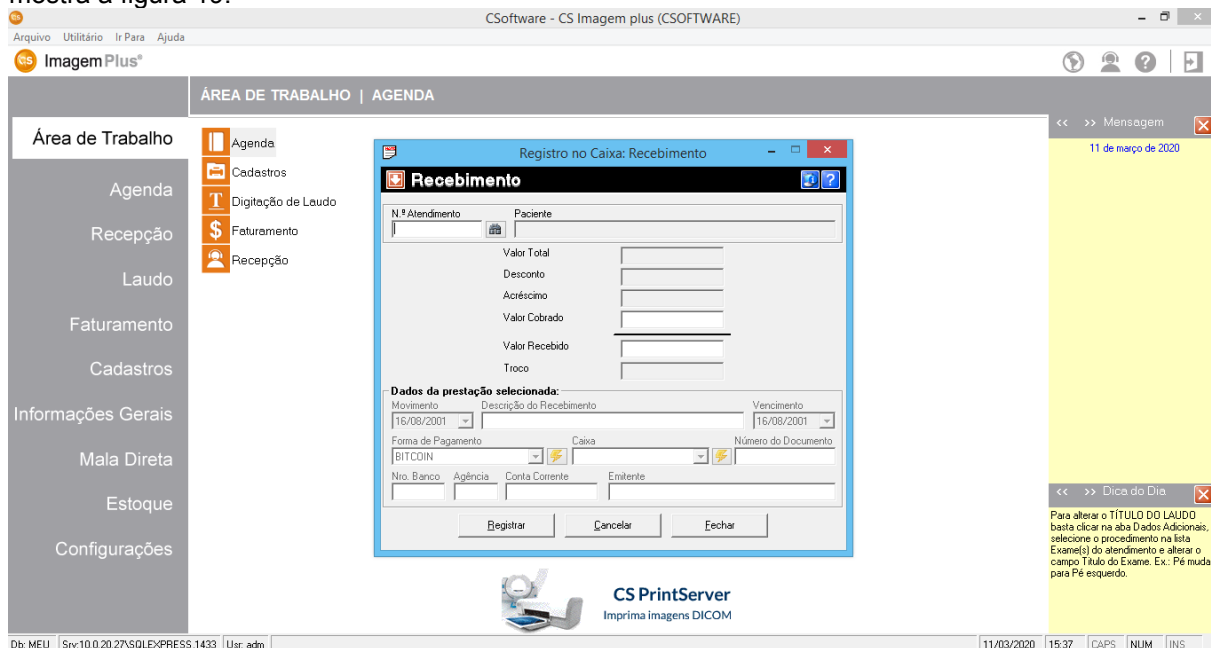 mostra a figura 10.
CSoftware - CS Imagem plus (CSOFTWARE)
Arquivo Utilitário Ir Para Ajuda
cs Imagem Plus®
ÁREA DE TRABALHO | AGENDA
Área de Trabalho
Agenda
Recepção
Laudo
Faturamento
Cadastros
Informações Gerais
Mala Direta
Estoque
Configurações
Agenda
Cadastros
Digitação de Laudo
Faturamento
Recepção
Registro no Caixa: Recebimento
Recebimento
N.º Atendimento Paciente
Valor Total
Desconto
Acréscimo
Valor Cobrado
Valor Recebido
Troco
Dados da prestação selecionada:
Movimento Descrição do Recebimento Vencimento
16/08/2001 16/08/2001
Forma de Pagamento Caixa Número do Documento
BITCOIN
Nro. Banco Agência Conta Corrente Emitente
Registrar Cancelar Fechar
CS PrintServer
Imprima imagens DICOM
<< >> Mensagem
11 de março de 2020
<< >> Dica do Dia
Para alterar o TÍTULO DO LAUDO
basta clicar na aba Dados Adicionais,
selecione o procedimento na lista
Exame(s) do atendimento e alterar o
campo Título do Exame. Ex.: Pé muda
para Pé esquerdo.
Db: MEU Srv:10.0.20.27\SQLEXPRESS,1433 Usr: adm 11/03/2020 15:37 CAPS NUM INS